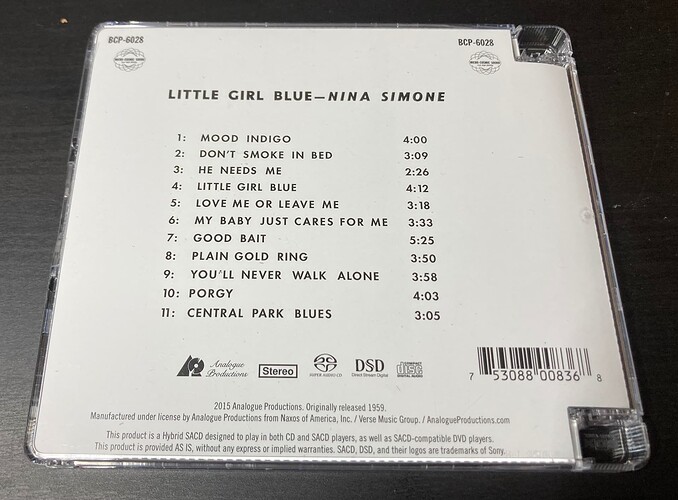 BCP-6028 BCP-6028
LITTLE GIRL BLUE—NINA SIMONE
1: MOOD INDIGO 4:00
2: DON'T SMOKE IN BED 3:09
3: HE NEEDS ME 2:26
4: LITTLE GIRL BLUE 4:12
5: LOVE ME OR LEAVE ME 3:18
6: MY BABY JUST CARES FOR ME 3:33
7: GOOD BAIT 5:25
8: PLAIN GOLD RING 3:50
9: YOU'LL NEVER WALK ALONE 3:58
10: PORGY 4:03
11: CENTRAL PARK BLUES 3:05
Analogue Productions Stereo SUPER AUDIO CD DSD Direct Stream Digital COMPACT disc DIGITAL AUDIO
7 53088 00836 8
2015 Analogue Productions. Originally released 1959.
Manufactured under license by Analogue Productions from Naxos of America, Inc. / Verse Music Group. / AnalogueProductions.com
This product is a Hybrid SACD designed to play in both CD and SACD players, as well as SACD-compatible DVD players.
This product is provided AS IS, without any express or implied warranties. SACD, DSD, and their logos are trademarks of Sony.